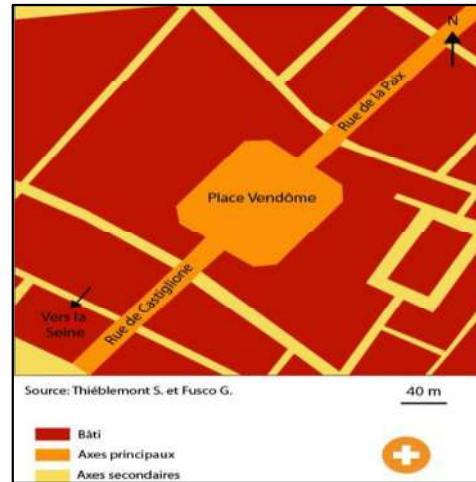 N
Rue de la Paix
Place Vendôme
Rue de Castiglione
Vers la
Seine
Source: Thiéblemont S. et Fusco G.
40 m
Bâti
Axes principaux
Axes secondaires